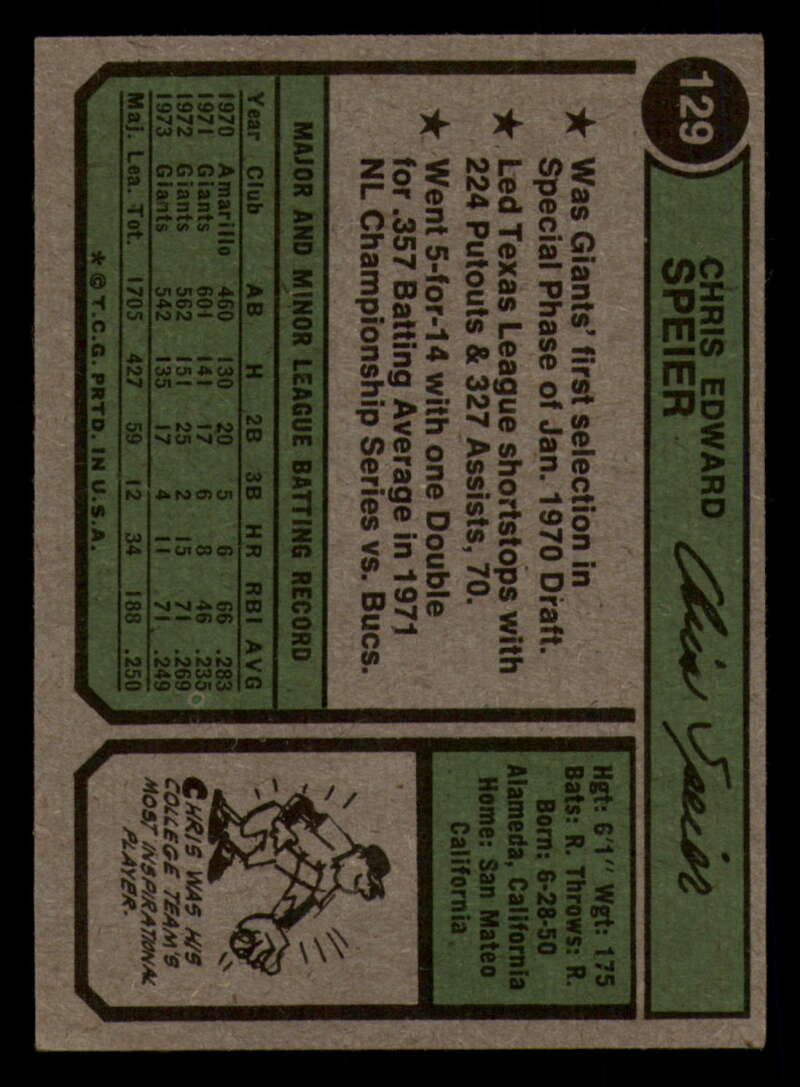 129
CHRIS EDWARD
SPEIER
Chris Speier
★ Was Giants' first selection in
Special Phase of Jan. 1970 Draft.
★ Led Texas League shortstops with
224 Putouts & 327 Assists, 70.
★ Went 5-for-14 with one Double
for .357 Batting Average in 1971
NL Championship Series vs. Bucs.
MAJOR AND MINOR LEAGUE BATTING RECORD
Year Club AB H 2B 3B HR RBI AVG
1970 Amarillo 460 130 20 5 6 66 .283
1971 Giants 601 141 17 6 8 46 .235
1972 Giants 562 151 25 2 15 71 .269
1973 Giants 542 135 17 4 11 71 .249
Maj. Lea. Tot. 1705 427 59 12 34 188 .250
* © T.C.G. PRTD. IN U.S.A.
Hgt: 6'1" Wgt: 175
Bats: R. Throws: R.
Born: 6-28-50
Alameda, California
Home: San Mateo
California
CHRIS WAS HIS
COLLEGE TEAM'S
MOST INSPIRATIONAL
PLAYER.